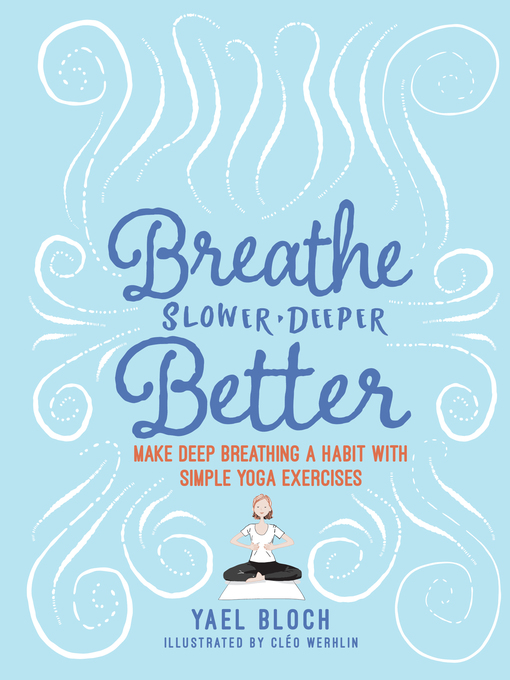 Breathe
SLOWER, DEEPER
Better
MAKE DEEP BREATHING A HABIT WITH
SIMPLE YOGA EXERCISES
YAEL BLOCH
ILLUSTRATED BY CLÉO WERHLIN